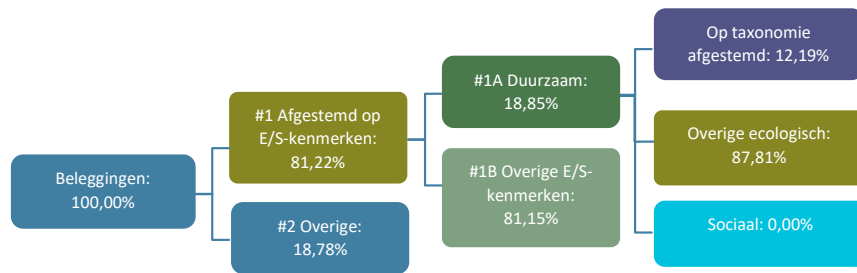 Beleggingen:
100,00%
#1 Afgestemd op
E/S-kenmerken:
81,22%
#2 Overige:
18,78%
#1A Duurzaam:
18,85%
#1B Overige E/S-
kenmerken:
81,15%
Op taxonomie
afgestemd: 12,19%
Overige ecologisch:
87,81%
Sociaal: 0,00%